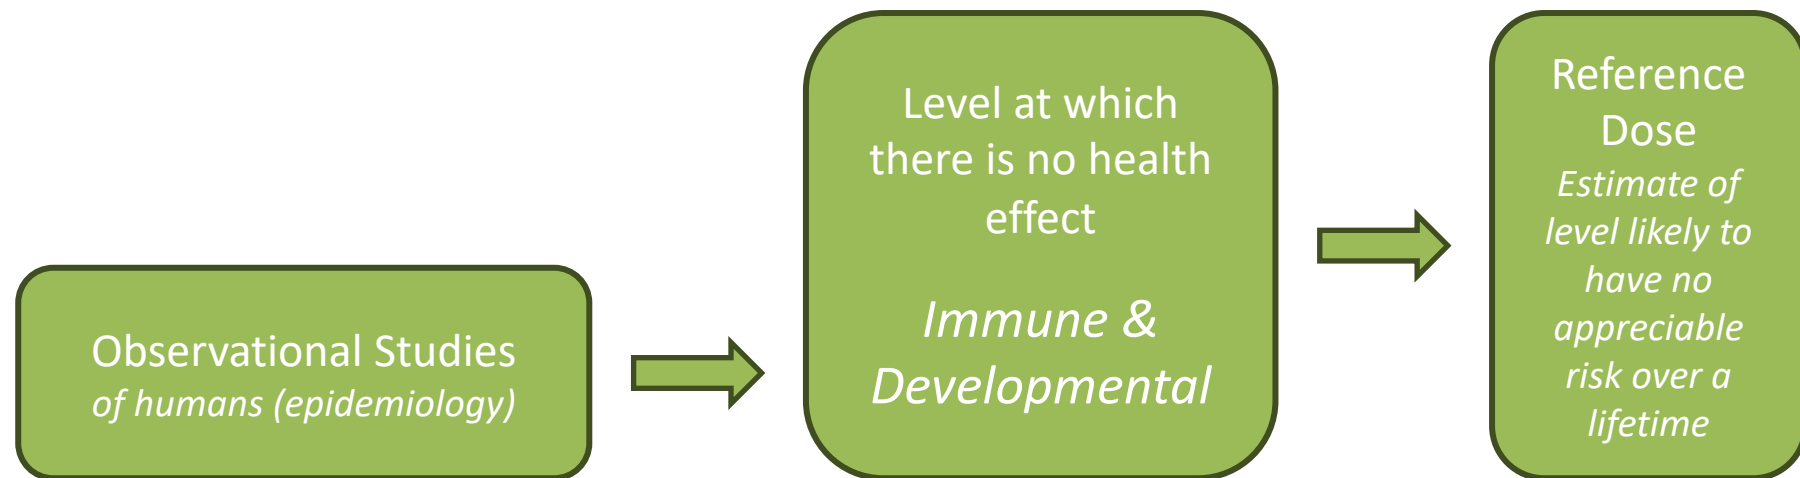 Observational Studies
of humans (epidemiology)
Level at which
there is no health
effect
Immune &
Developmental
Reference
Dose
Estimate of
level likely to
have no
appreciable
risk over a
lifetime